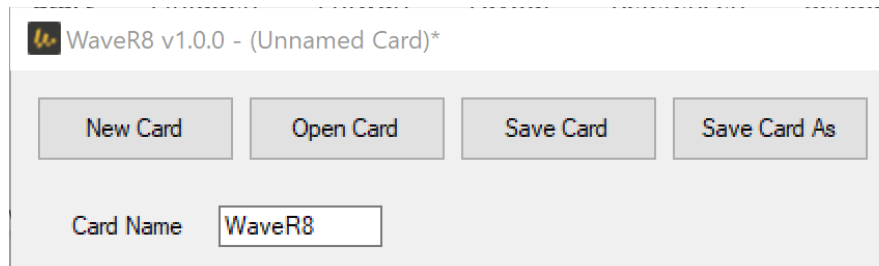 WaveR8 v1.0.0 - (Unnamed Card)*
New Card Open Card Save Card Save Card As
Card Name WaveR8